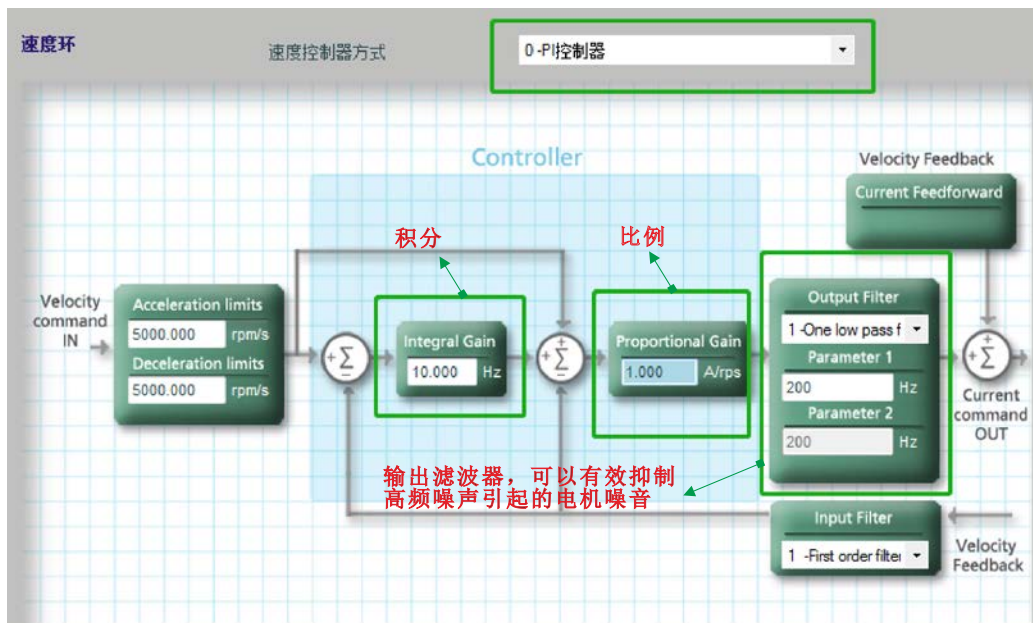 速度环
速度控制器方式
0 -PI控制器
Controller
Velocity Feedback
Current Feedforward
积分
比例
Velocity
command
IN
Acceleration limits
5000.000 rpm/s
Deceleration limits
5000.000 rpm/s
+ Σ −
Integral Gain
10.000 Hz
+ + Σ −
Proportional Gain
1.000 A/rps
Output Filter
1 -One low pass f
Parameter 1
200 Hz
Parameter 2
200 Hz
+ + Σ
Current
command
OUT
输出滤波器，可以有效抑制
高频噪声引起的电机噪音
Input Filter
1 -First order filte
Velocity
Feedback